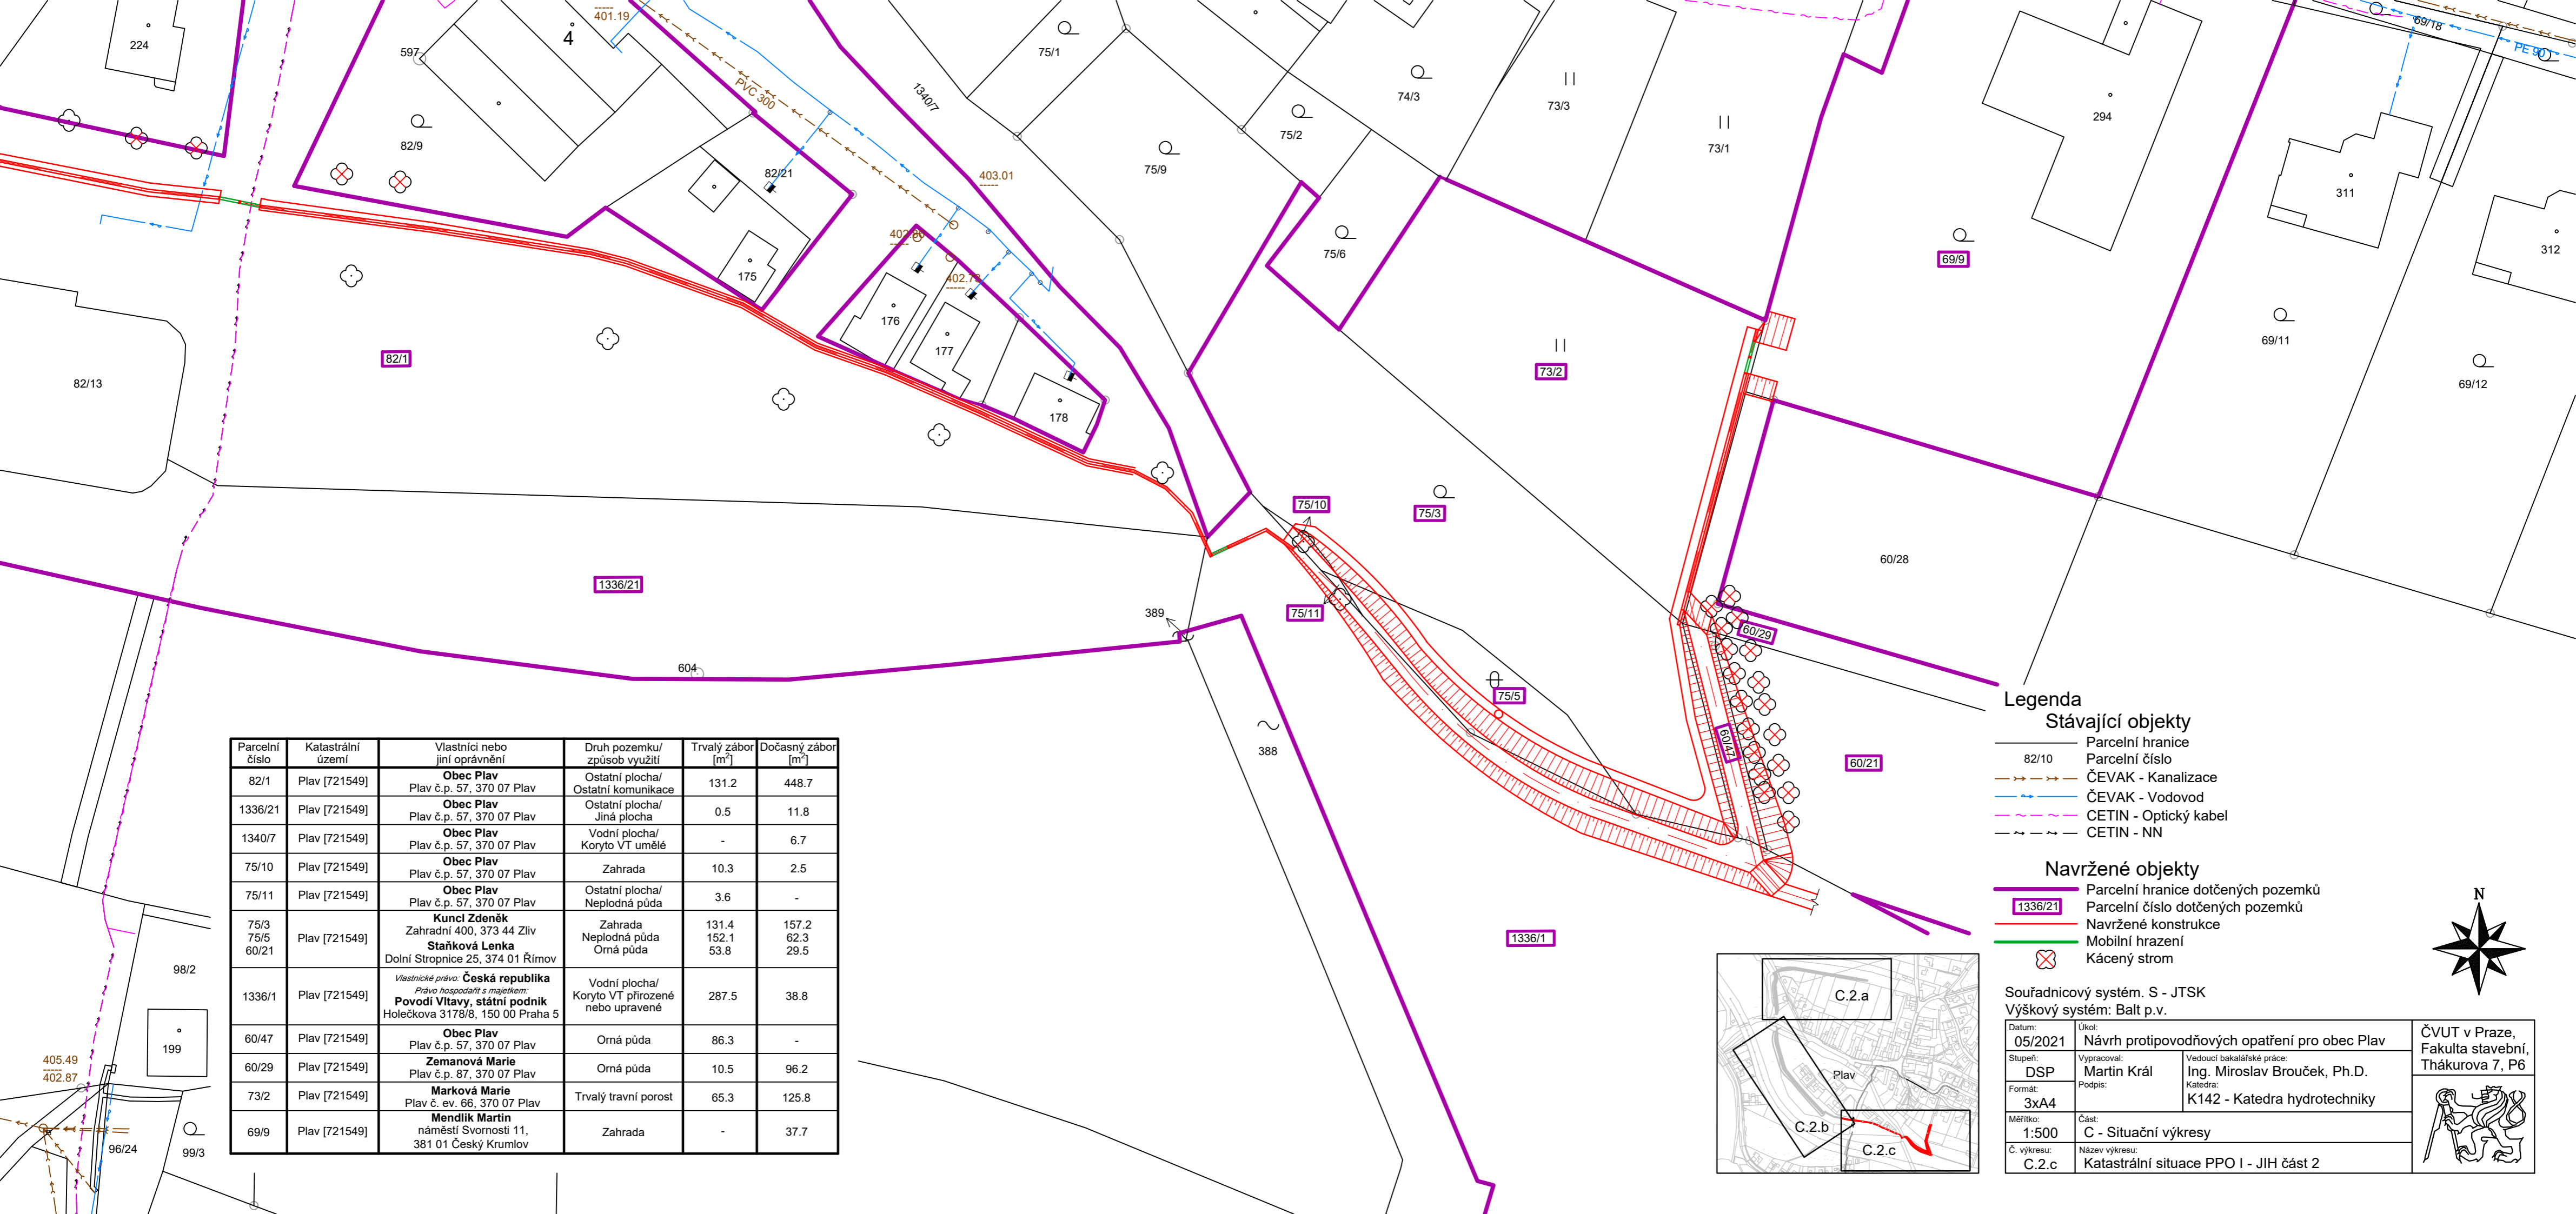 224
597
4
401.19
82/9
PVC 300
1340/7
75/1
75/9
75/2
74/3
73/3
73/1
294
69/18
PE 90
311
312
82/21
403.01
402.96
175
176
177
178
75/6
69/9
69/11
69/12
82/13
82/1
73/2
75/10
75/3
60/28
1336/21
389
75/11
60/29
604
388
75/5
60/47
60/21
1336/1
98/2
199
405.49
402.87
96/24
99/3
Parcelní číslo
Katastrální území
Vlastníci nebo jiní oprávnění
Druh pozemku/ způsob využití
Trvalý zábor [m²]
Dočasný zábor [m²]
82/1 Plav [721549] Obec Plav Ostatní plocha/ 131.2 448.7
Plav č.p. 57, 370 07 Plav Ostatní komunikace
1336/21 Plav [721549] Obec Plav Ostatní plocha/ 0.5 11.8
Plav č.p. 57, 370 07 Plav Jiná plocha
1340/7 Plav [721549] Obec Plav Vodní plocha/ - 6.7
Plav č.p. 57, 370 07 Plav Koryto VT umělé
75/10 Plav [721549] Obec Plav Zahrada 10.3 2.5
Plav č.p. 57, 370 07 Plav
75/11 Plav [721549] Obec Plav Ostatní plocha/ 3.6 -
Plav č.p. 57, 370 07 Plav Neplodná půda
75/3 Kuncl Zdeněk Zahrada 131.4 157.2
Zahradní 400, 373 44 Zliv
75/5 Plav [721549] Neplodná půda 152.1 62.3
60/21 Staňková Lenka Orná půda 53.8 29.5
Dolní Stropnice 25, 374 01 Římov
Vlastnické právo: Česká republika
Právo hospodařit s majetkem:
1336/1 Plav [721549] Povodí Vltavy, státní podnik Vodní plocha/ Koryto VT přirozené nebo upravené 287.5 38.8
Holečkova 3178/8, 150 00 Praha 5
60/47 Plav [721549] Obec Plav Orná půda 86.3 -
Plav č.p. 57, 370 07 Plav
60/29 Plav [721549] Zemanová Marie Orná půda 10.5 96.2
Plav č.p. 87, 370 07 Plav
73/2 Plav [721549] Marková Marie Trvalý travní porost 65.3 125.8
Plav č. ev. 66, 370 07 Plav
69/9 Plav [721549] Mendlik Martin Zahrada - 37.7
náměstí Svornosti 11,
381 01 Český Krumlov
Legenda
Stávající objekty
Parcelní hranice
82/10 Parcelní číslo
ČEVAK - Kanalizace
ČEVAK - Vodovod
CETIN - Optický kabel
CETIN - NN
Navržené objekty
Parcelní hranice dotčených pozemků
1336/21 Parcelní číslo dotčených pozemků
Navržené konstrukce
Mobilní hrazení
Kácený strom
N
C.2.a
Plav
C.2.b
C.2.c
Souřadnicový systém. S - JTSK
Výškový systém: Balt p.v.
Datum:
05/2021
Úkol:
Návrh protipovodňových opatření pro obec Plav
Stupeň:
DSP
Vypracoval:
Martin Král
Podpis:
Vedoucí bakalářské práce:
Ing. Miroslav Brouček, Ph.D.
Katedra:
K142 - Katedra hydrotechniky
Formát:
3xA4
Měřítko:
1:500
Část:
C - Situační výkresy
Č. výkresu:
C.2.c
Název výkresu:
Katastrální situace PPO I - JIH část 2
ČVUT v Praze,
Fakulta stavební,
Thákurova 7, P6